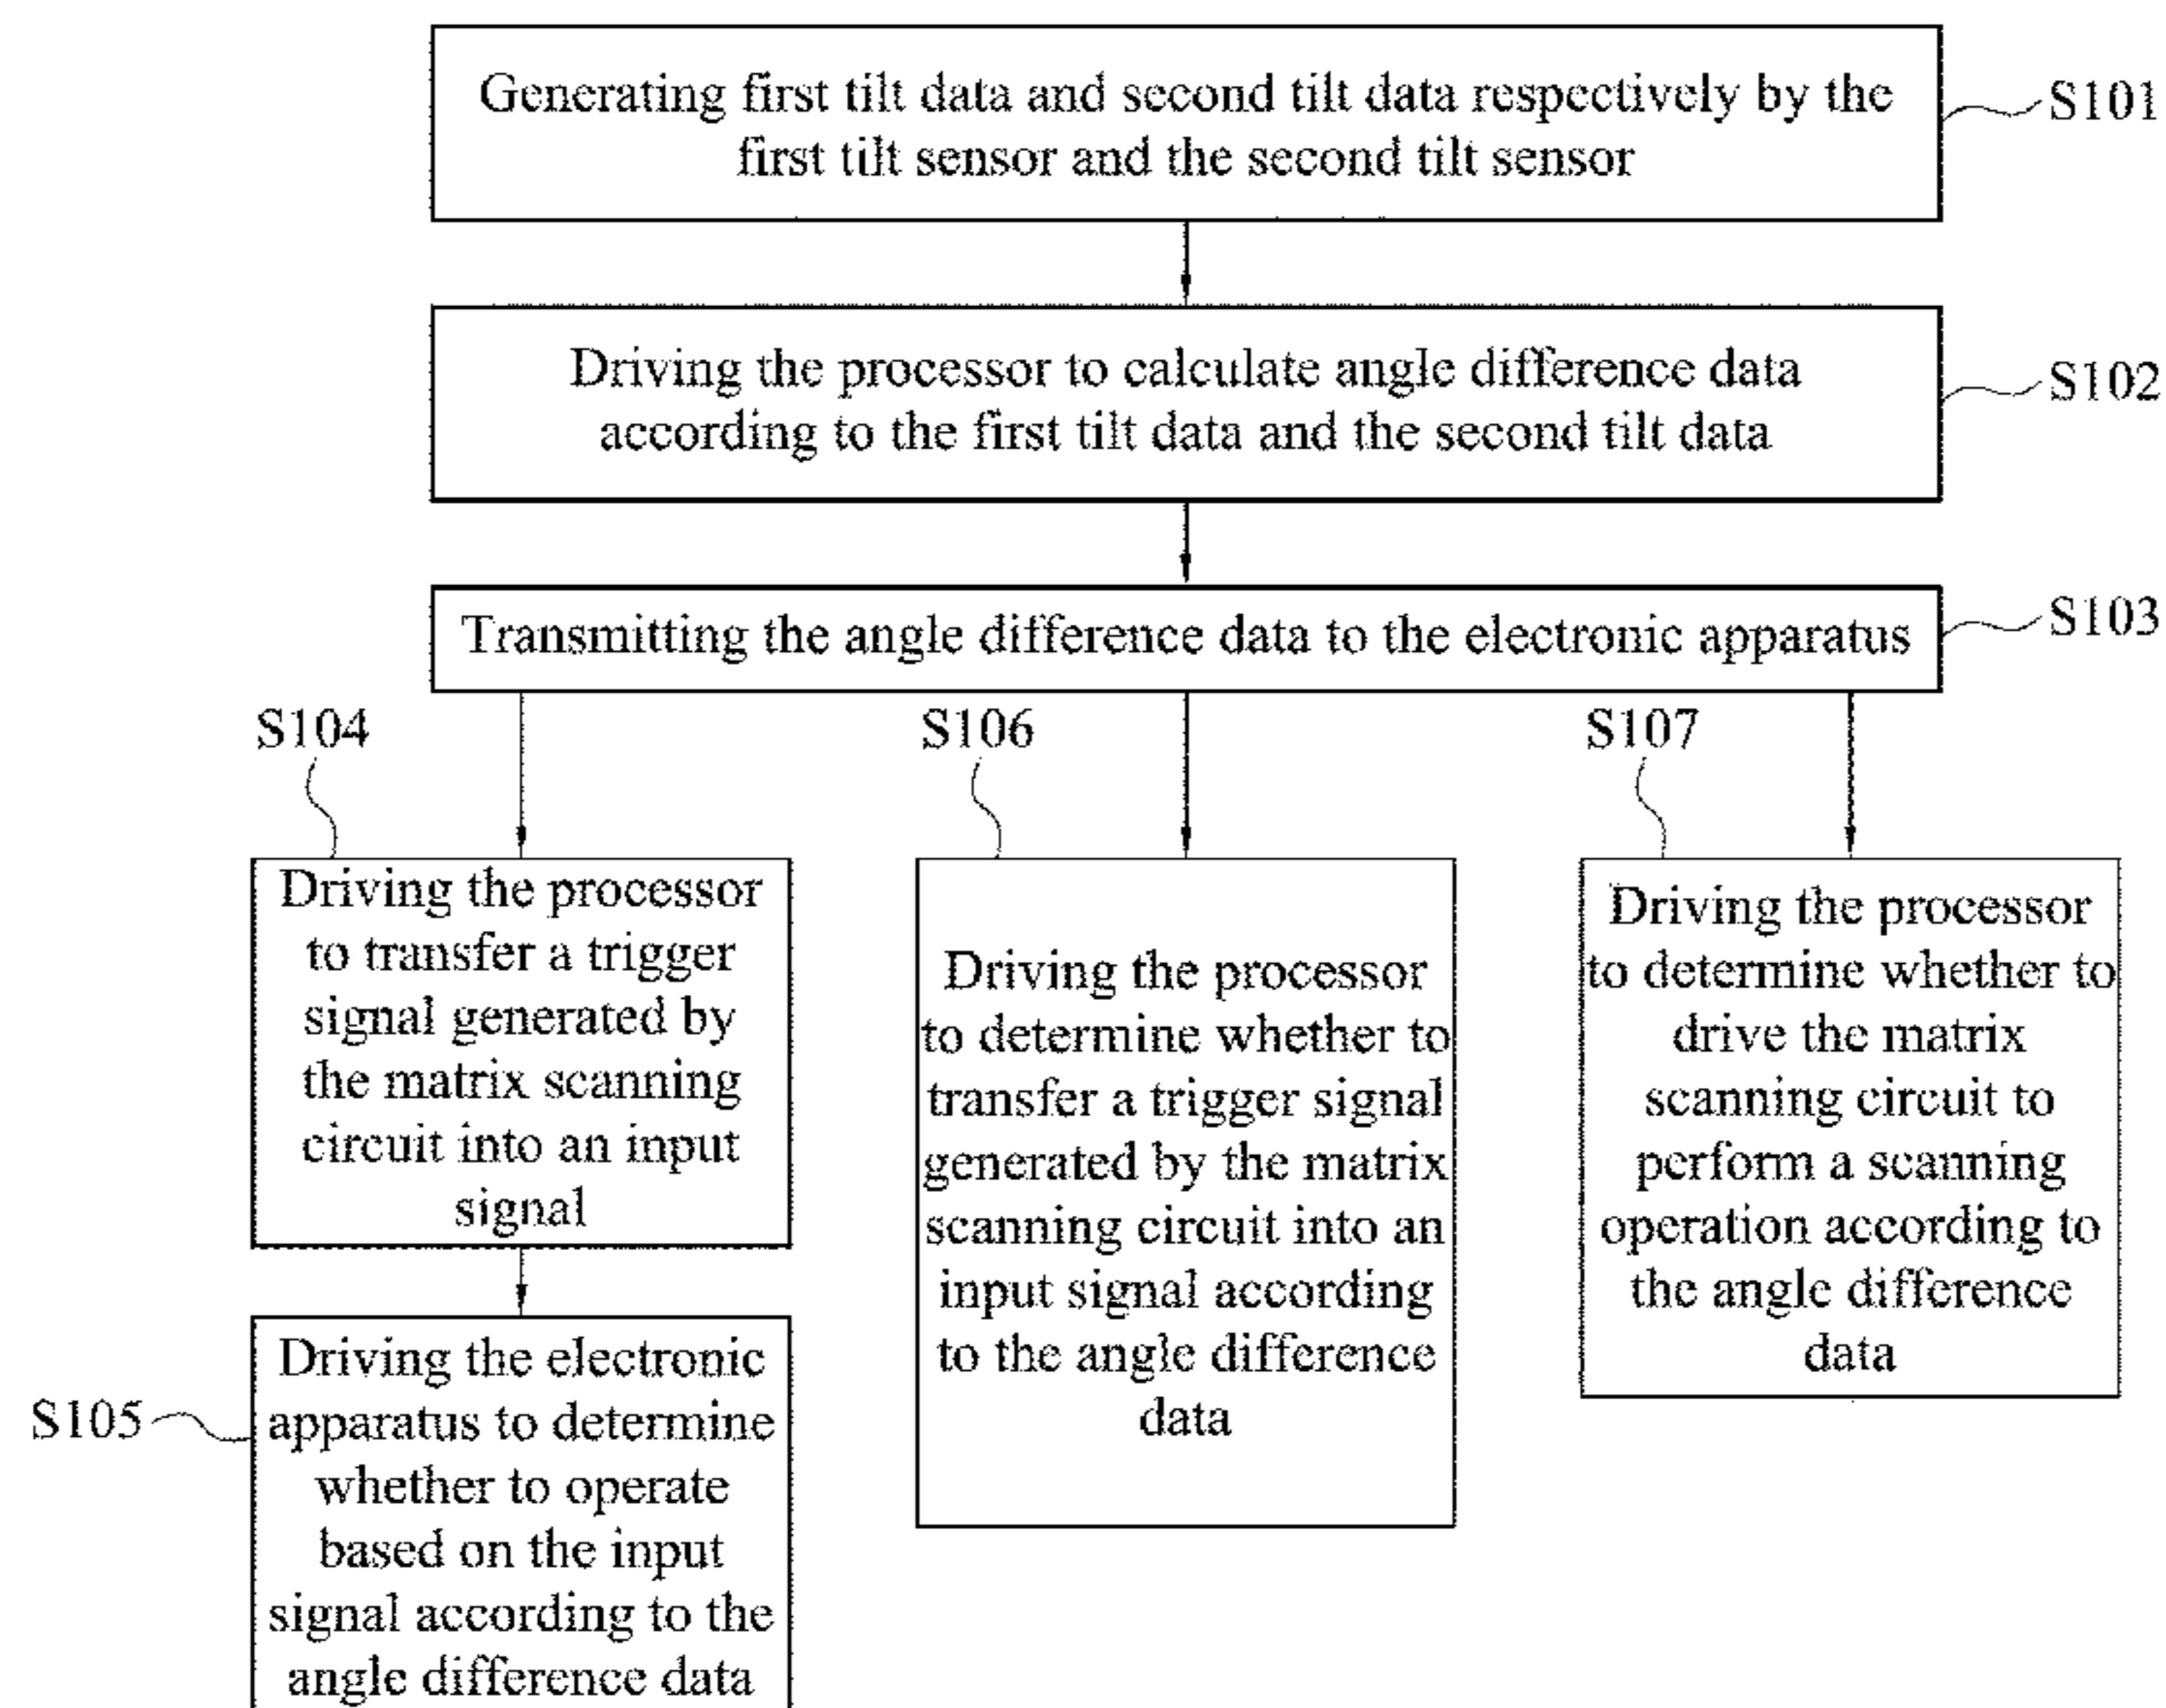 Generating first tilt data and second tilt data respectively by the
first tilt sensor and the second tilt sensor
S101
Driving the processor to calculate angle difference data
according to the first tilt data and the second tilt data
S102
Transmitting the angle difference data to the electronic apparatus
S103
S104
Driving the processor
to transfer a trigger
signal generated by
the matrix scanning
circuit into an input
signal
S105
Driving the electronic
apparatus to determine
whether to operate
based on the input
signal according to the
angle difference data
S106
Driving the processor
to determine whether to
transfer a trigger signal
generated by the matrix
scanning circuit into an
input signal according
to the angle difference
data
S107
Driving the processor
to determine whether to
drive the matrix
scanning circuit to
perform a scanning
operation according to
the angle difference
data